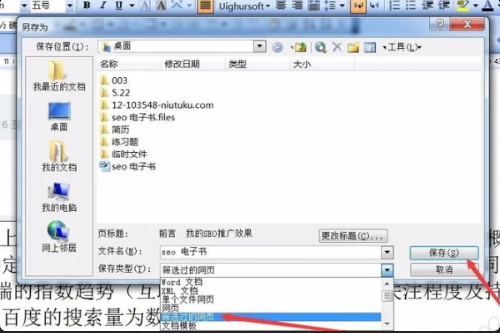 五号
Uighursoft
B
另存为
保存位置(I):
桌面
工具(L)
名称 修改日期 类型 大小
我最近的文档
桌面
我的文档
我的电脑
网上邻居
003
5.22
12-103548-niutuku.com
seo 电子书.files
简历
练习题
临时文件
seo 电子书
页标题: 前言 我的SEO推广效果
更改标题(C)...
文件名(N): seo 电子书
保存(S)
保存类型(T): 筛选过的网页
取消
Word 文档
XML 文档
单个文件网页
网页
筛选过的网页
文档模板
上
概
定
同
端的指数趋势（互
关注程度及持
百度的搜索量为数